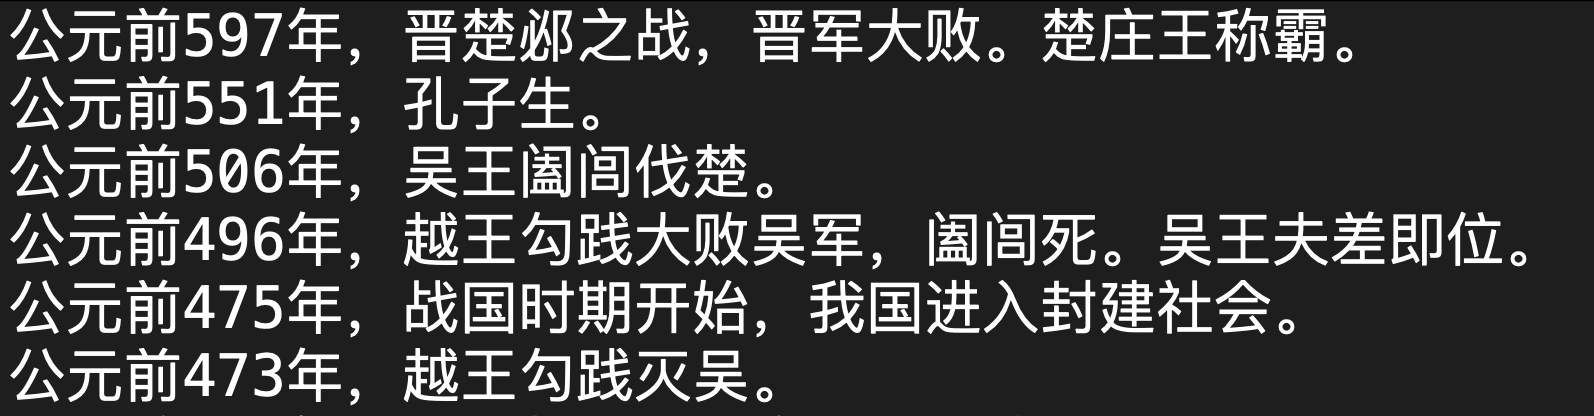 公元前597年，晋楚邲之战，晋军大败。楚庄王称霸。
公元前551年，孔子生。
公元前506年，吴王阖闾伐楚。
公元前496年，越王勾践大败吴军，阖闾死。吴王夫差即位。
公元前475年，战国时期开始，我国进入封建社会。
公元前473年，越王勾践灭吴。